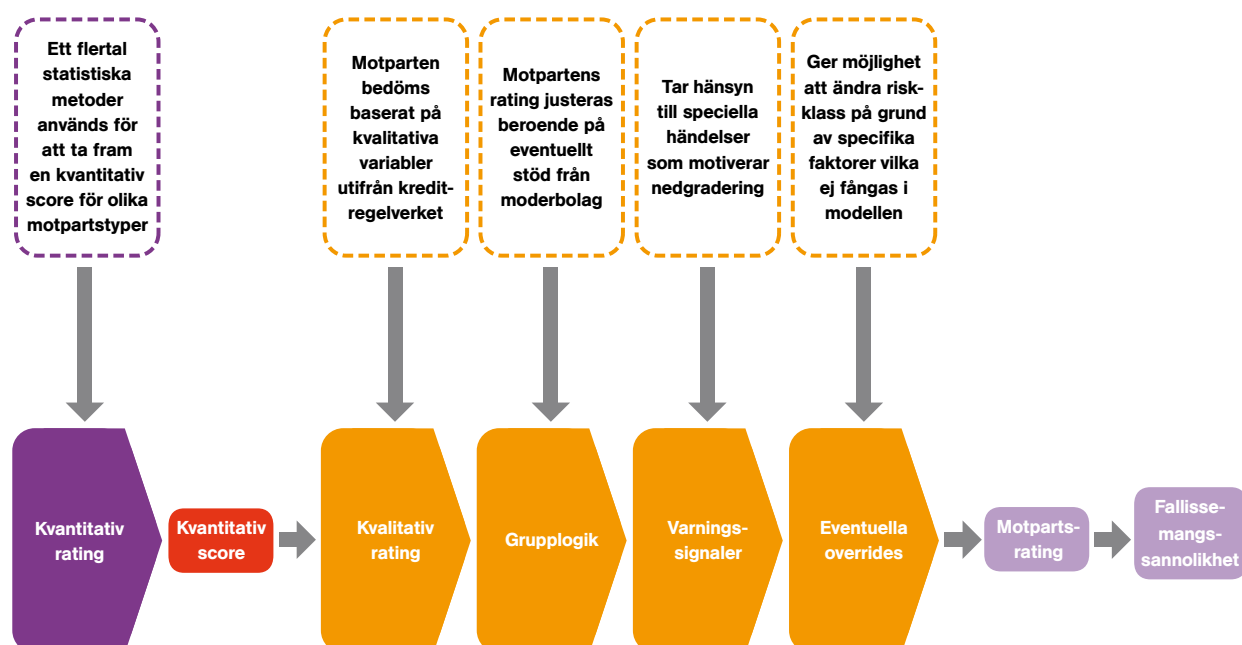 Ett flertal
statistiska
metoder
används för
att ta fram
en kvantitativ
score för olika
motpartstyper
Motparten
bedöms
baserat på
kvalitativa
variabler
utifrån kredit-
regelverket
Motpartens
rating justeras
beroende på
eventuellt
stöd från
moderbolag
Tar hänsyn
till speciella
händelser
som motiverar
nedgradering
Ger möjlighet
att ändra risk-
klass på grund
av specifika
faktorer vilka
ej fångas i
modellen
Kvantitativ
rating
Kvantitativ
score
Kvalitativ
rating
Grupplogik
Varnings-
signaler
Eventuella
overrides
Motparts-
rating
Fallisse-
mangs-
sannolikhet